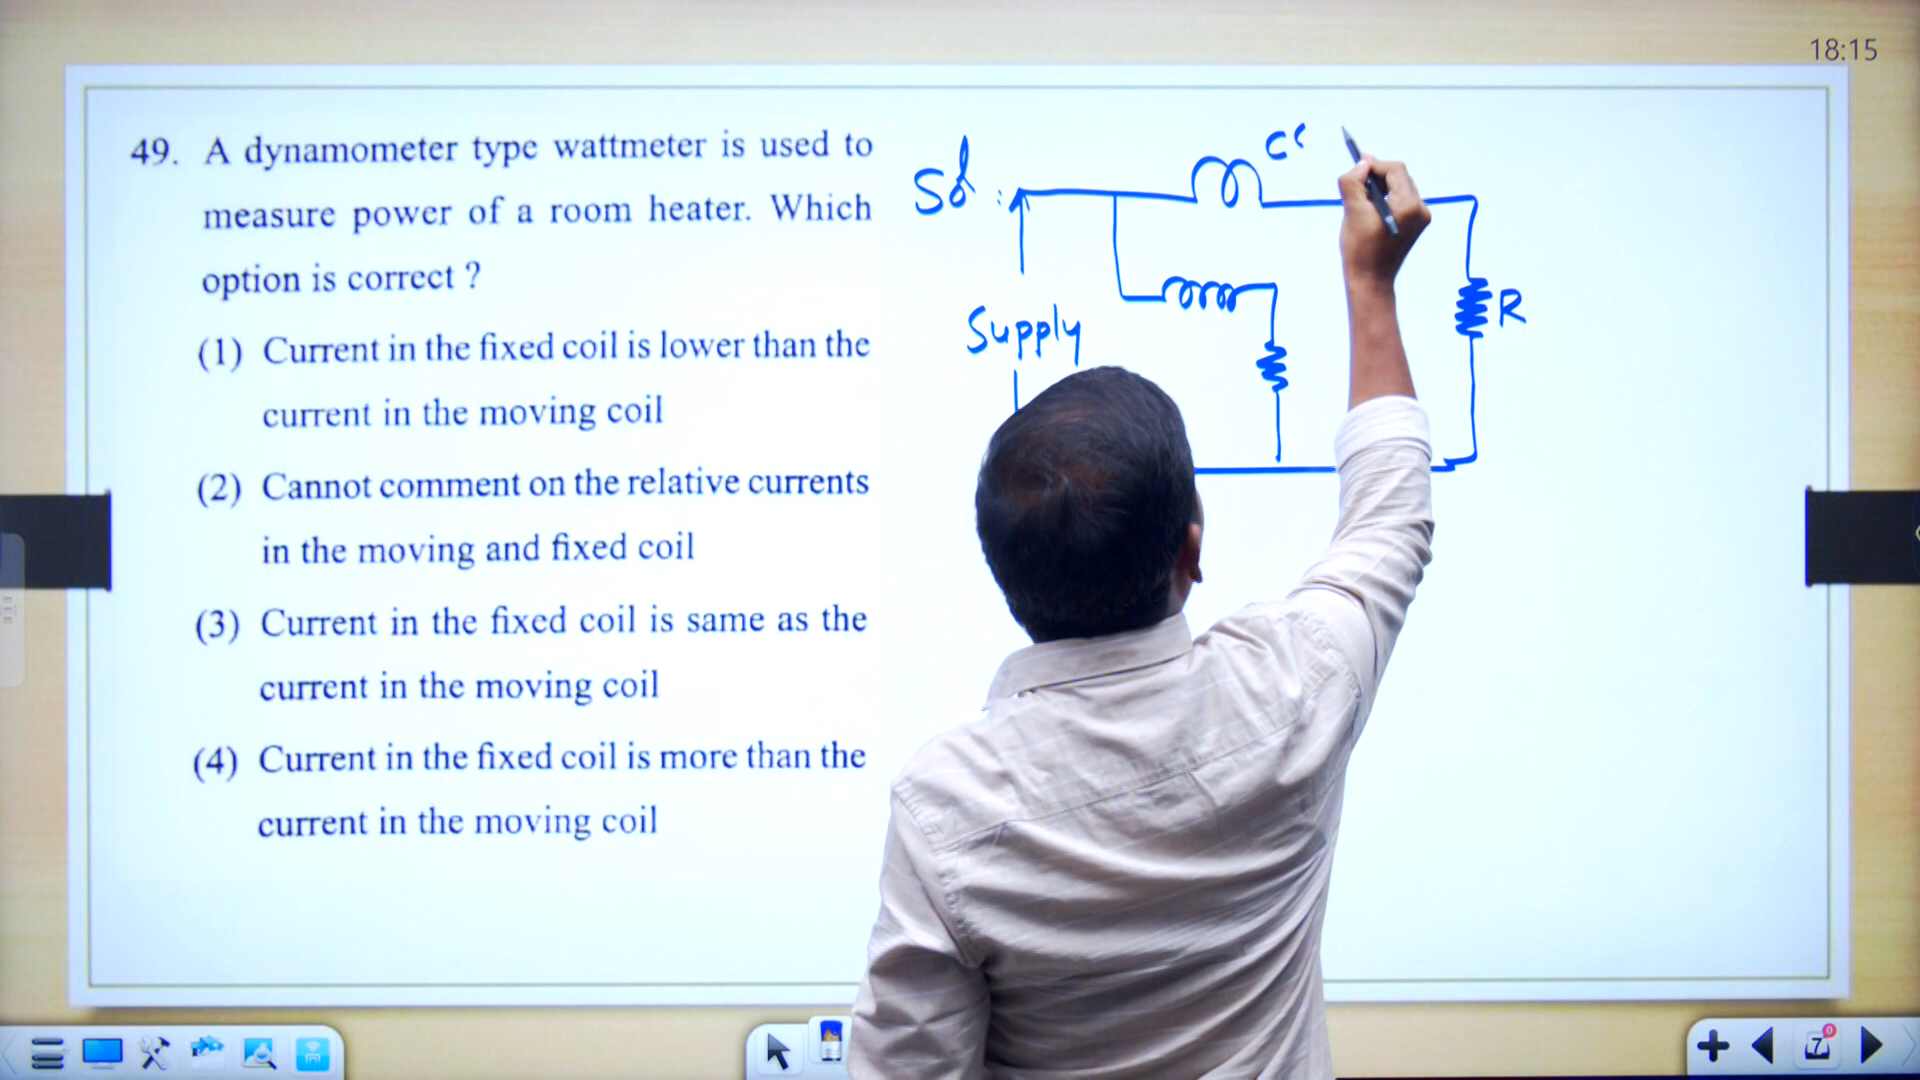 18:15
49. A dynamometer type wattmeter is used to
measure power of a room heater. Which
option is correct ?
(1) Current in the fixed coil is lower than the
current in the moving coil
(2) Cannot comment on the relative currents
in the moving and fixed coil
(3) Current in the fixed coil is same as the
current in the moving coil
(4) Current in the fixed coil is more than the
current in the moving coil
Sol :
CC
Supply
R
7
0